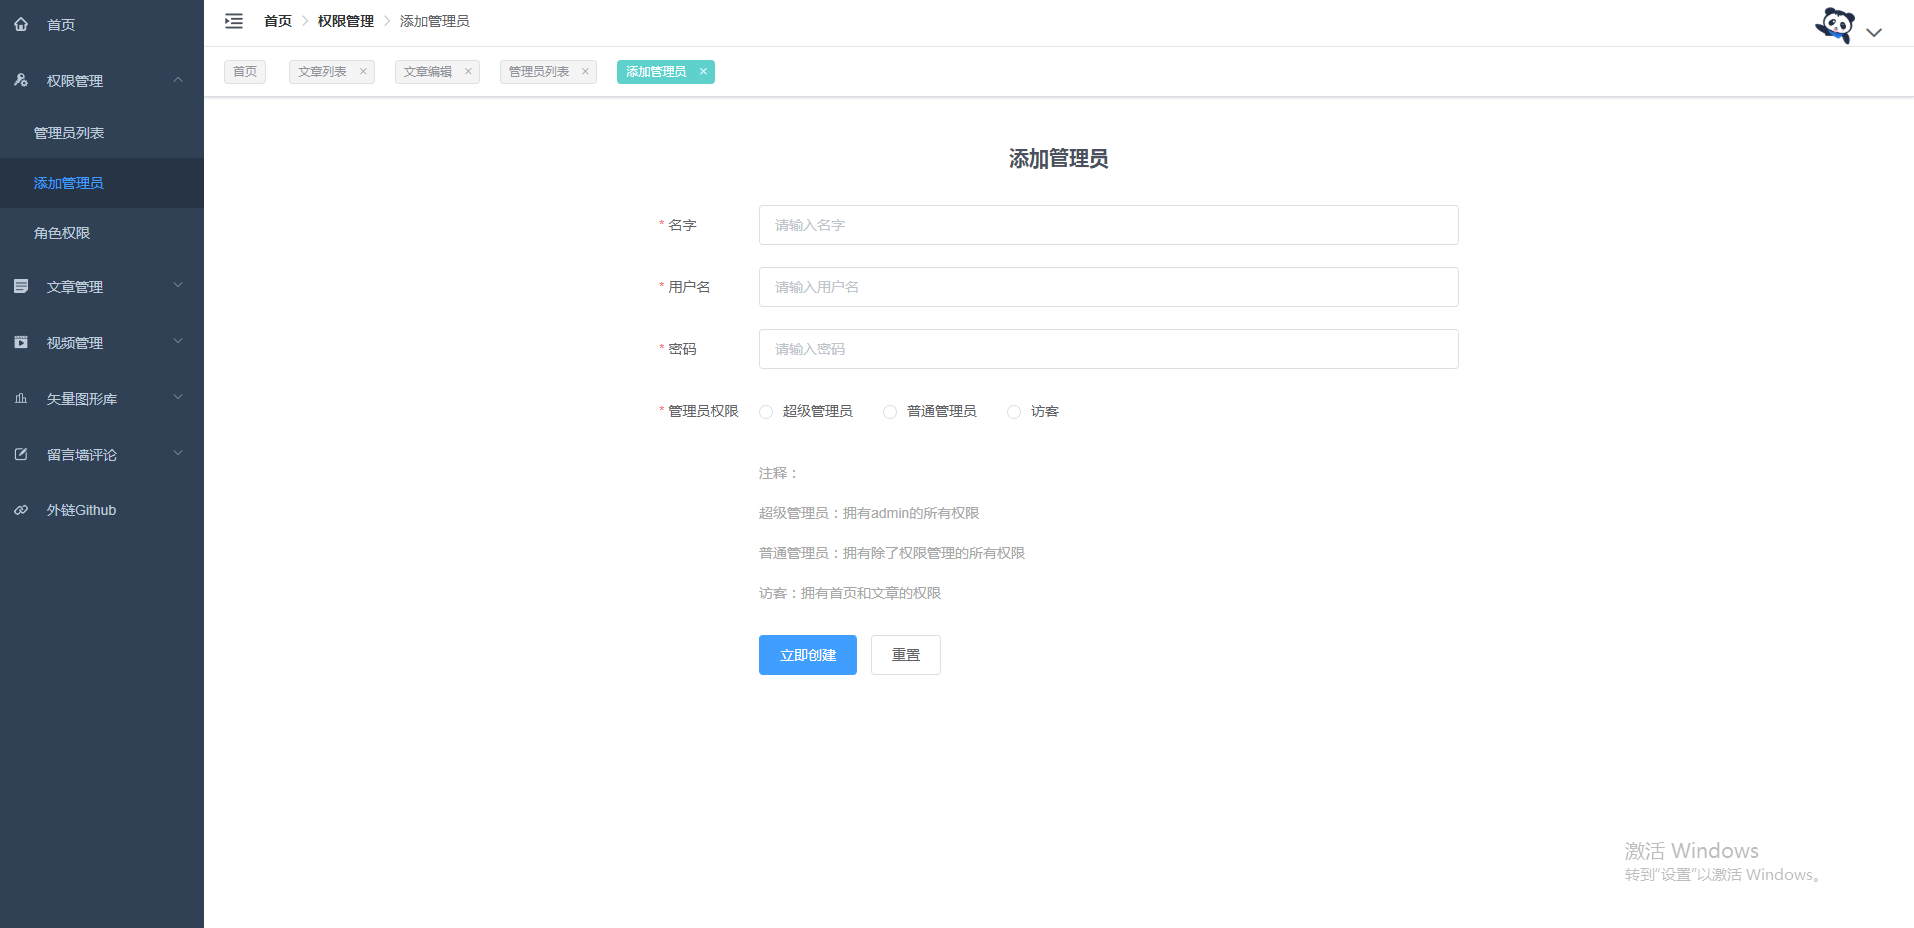 首页
权限管理
管理员列表
添加管理员
角色权限
文章管理
视频管理
矢量图形库
留言墙评论
外链Github
首页 权限管理 添加管理员
首页 文章列表 文章编辑 管理员列表 添加管理员
添加管理员
* 名字 请输入名字
* 用户名 请输入用户名
* 密码 请输入密码
* 管理员权限 超级管理员 普通管理员 访客
注释：
超级管理员：拥有admin的所有权限
普通管理员：拥有除了权限管理的所有权限
访客：拥有首页和文章的权限
立即创建 重置
激活 Windows
转到“设置”以激活 Windows。